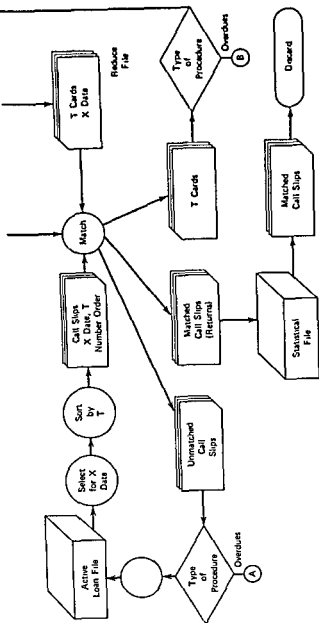 Active
Loan File
Select
for X
Date
Sort
by
T
Call Slips
X Date, T
Number Order
Match
T Cards
X Date
Reduce
File
Type
of
Procedure
Overdues
A
Unmatched
Call
Slips
Matched
Call Slips
(Returns)
T Cards
Type
of
Procedure
Overdues
B
Statistical
File
Matched
Call Slips
Discard